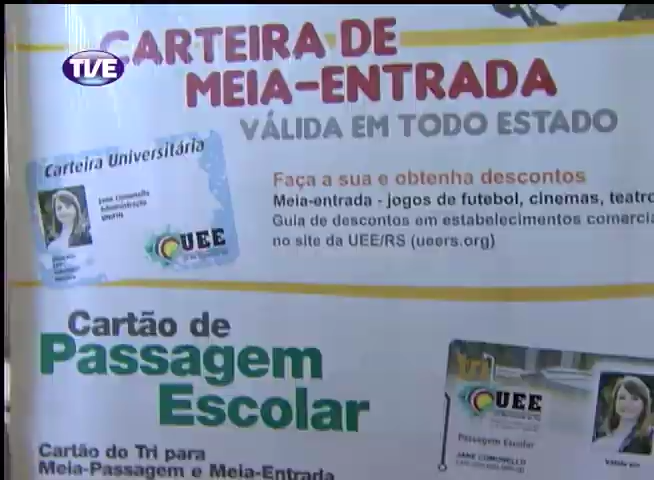 CARTEIRA DE
MEIA-ENTRADA
TVE
VÁLIDA EM TODO ESTADO
Carteira Universitária
UEE
Faça a sua e obtenha descontos
Meia-entrada - jogos de futebol, cinemas, teatro
Guia de descontos em estabelecimentos comercia
no site da UEE/RS (ueers.org)
Cartão de
Passagem
Escolar
Cartão do Tri para
Meia-Passagem e Meia-Entrada
tri
UEE
Passagem Escolar